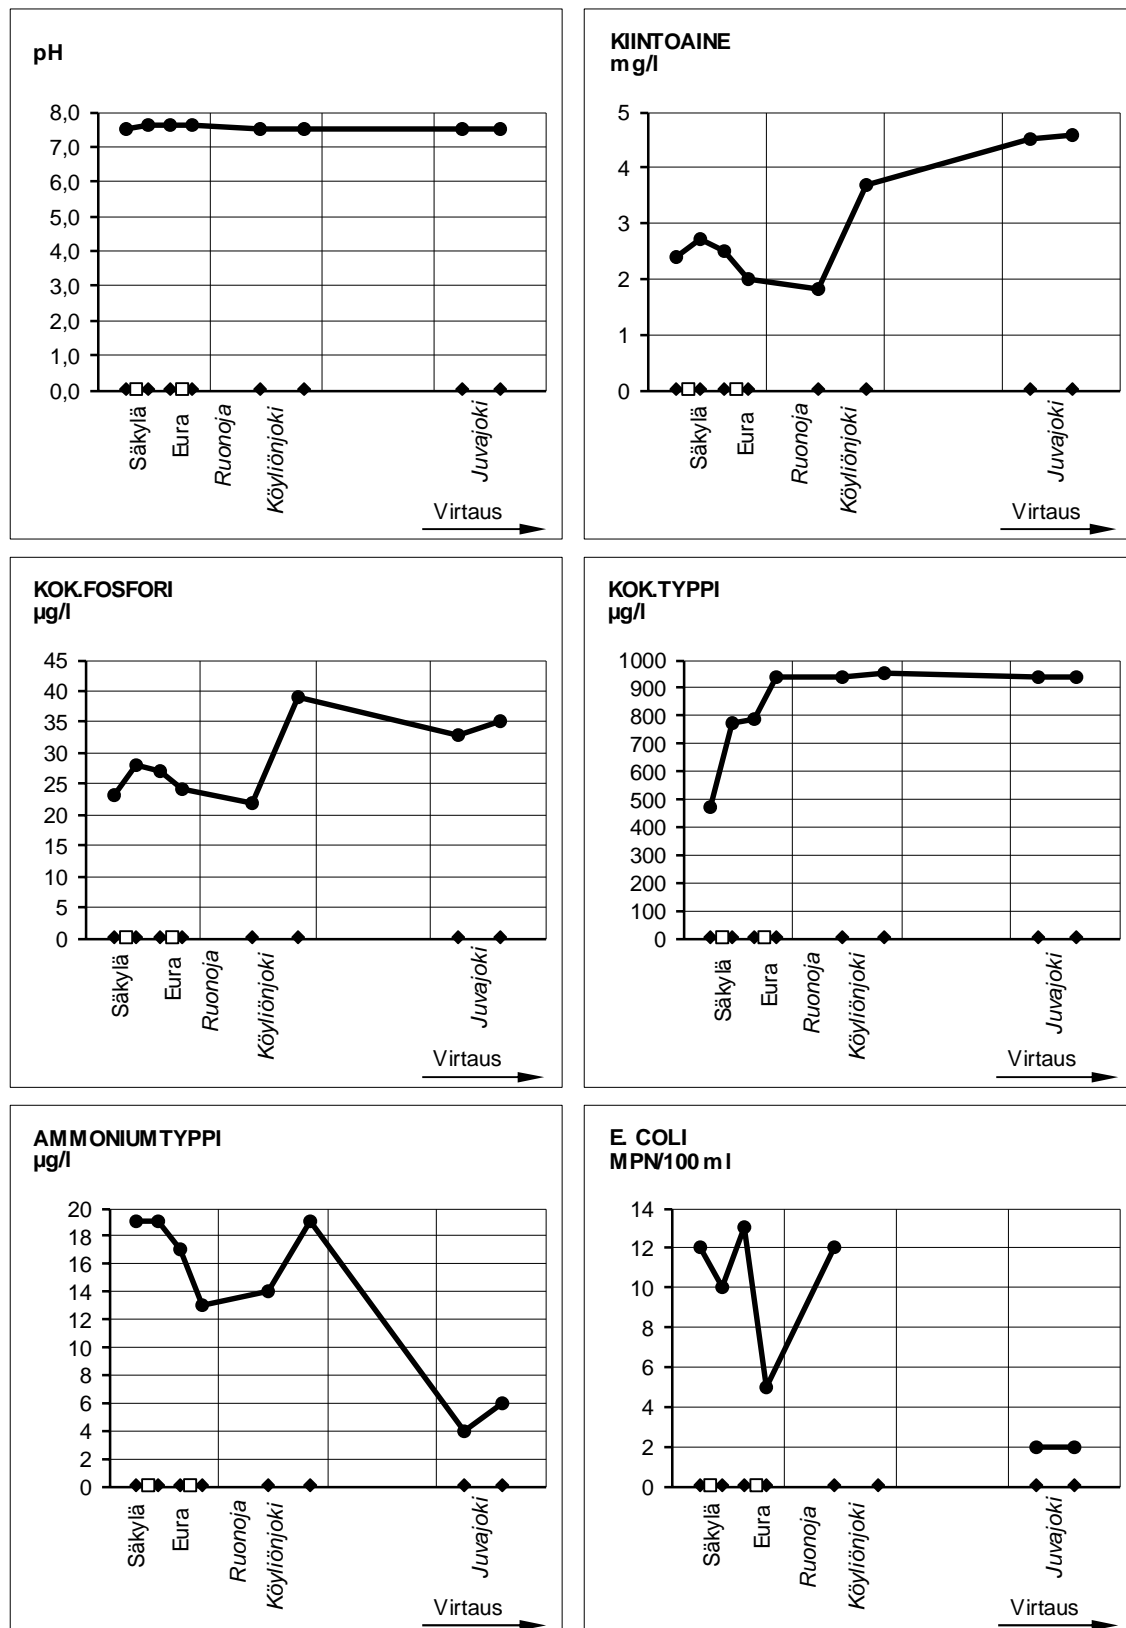 pH
8,0
7,0
6,0
5,0
4,0
3,0
2,0
1,0
0,0
Säkylä
Eura
Ruonoja
Köyliönjoki
Juvajoki
Virtaus
KIINTOAINE
mg/l
5
4
3
2
1
0
Säkylä
Eura
Ruonoja
Köyliönjoki
Juvajoki
Virtaus
KOK.FOSFORI
µg/l
45
40
35
30
25
20
15
10
5
0
Säkylä
Eura
Ruonoja
Köyliönjoki
Juvajoki
Virtaus
KOK.TYPPI
µg/l
1000
900
800
700
600
500
400
300
200
100
0
Säkylä
Eura
Ruonoja
Köyliönjoki
Juvajoki
Virtaus
AMMONIUMTYPPI
µg/l
20
18
16
14
12
10
8
6
4
2
0
Säkylä
Eura
Ruonoja
Köyliönjoki
Juvajoki
Virtaus
E. COLI
MPN/100 ml
14
12
10
8
6
4
2
0
Säkylä
Eura
Ruonoja
Köyliönjoki
Juvajoki
Virtaus